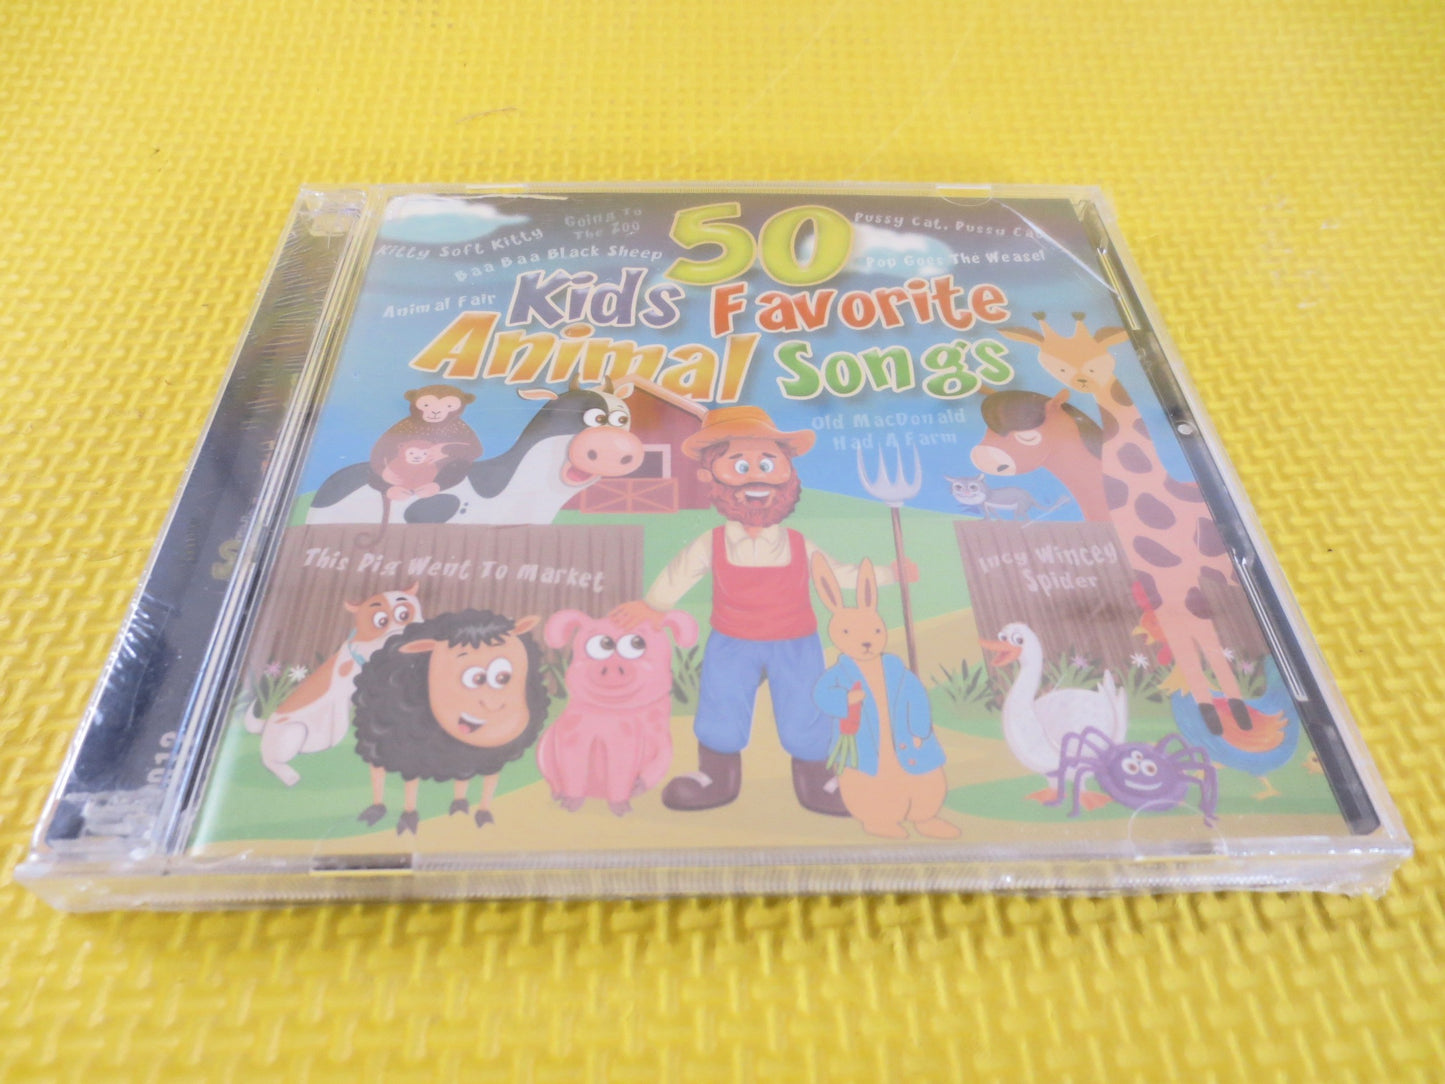 Kitty Soft Kitty
Going To
The Zoo
Baa Baa Black Sheep
Animal Fair
50
Kids Favorite
Animal Songs
Pussy Cat, Pussy Ca
Pop Goes The Weasel
Old MacDonald
Had A Farm
This Pig Went To Market
Incy Wincey
Spider